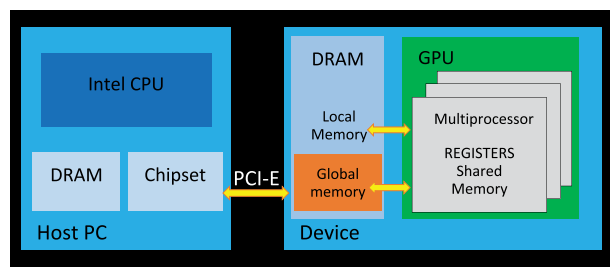 Intel CPU
DRAM
Chipset
Host PC
PCI-E
DRAM
Local
Memory
Global
memory
Device
GPU
Multiprocessor
REGISTERS
Shared
Memory